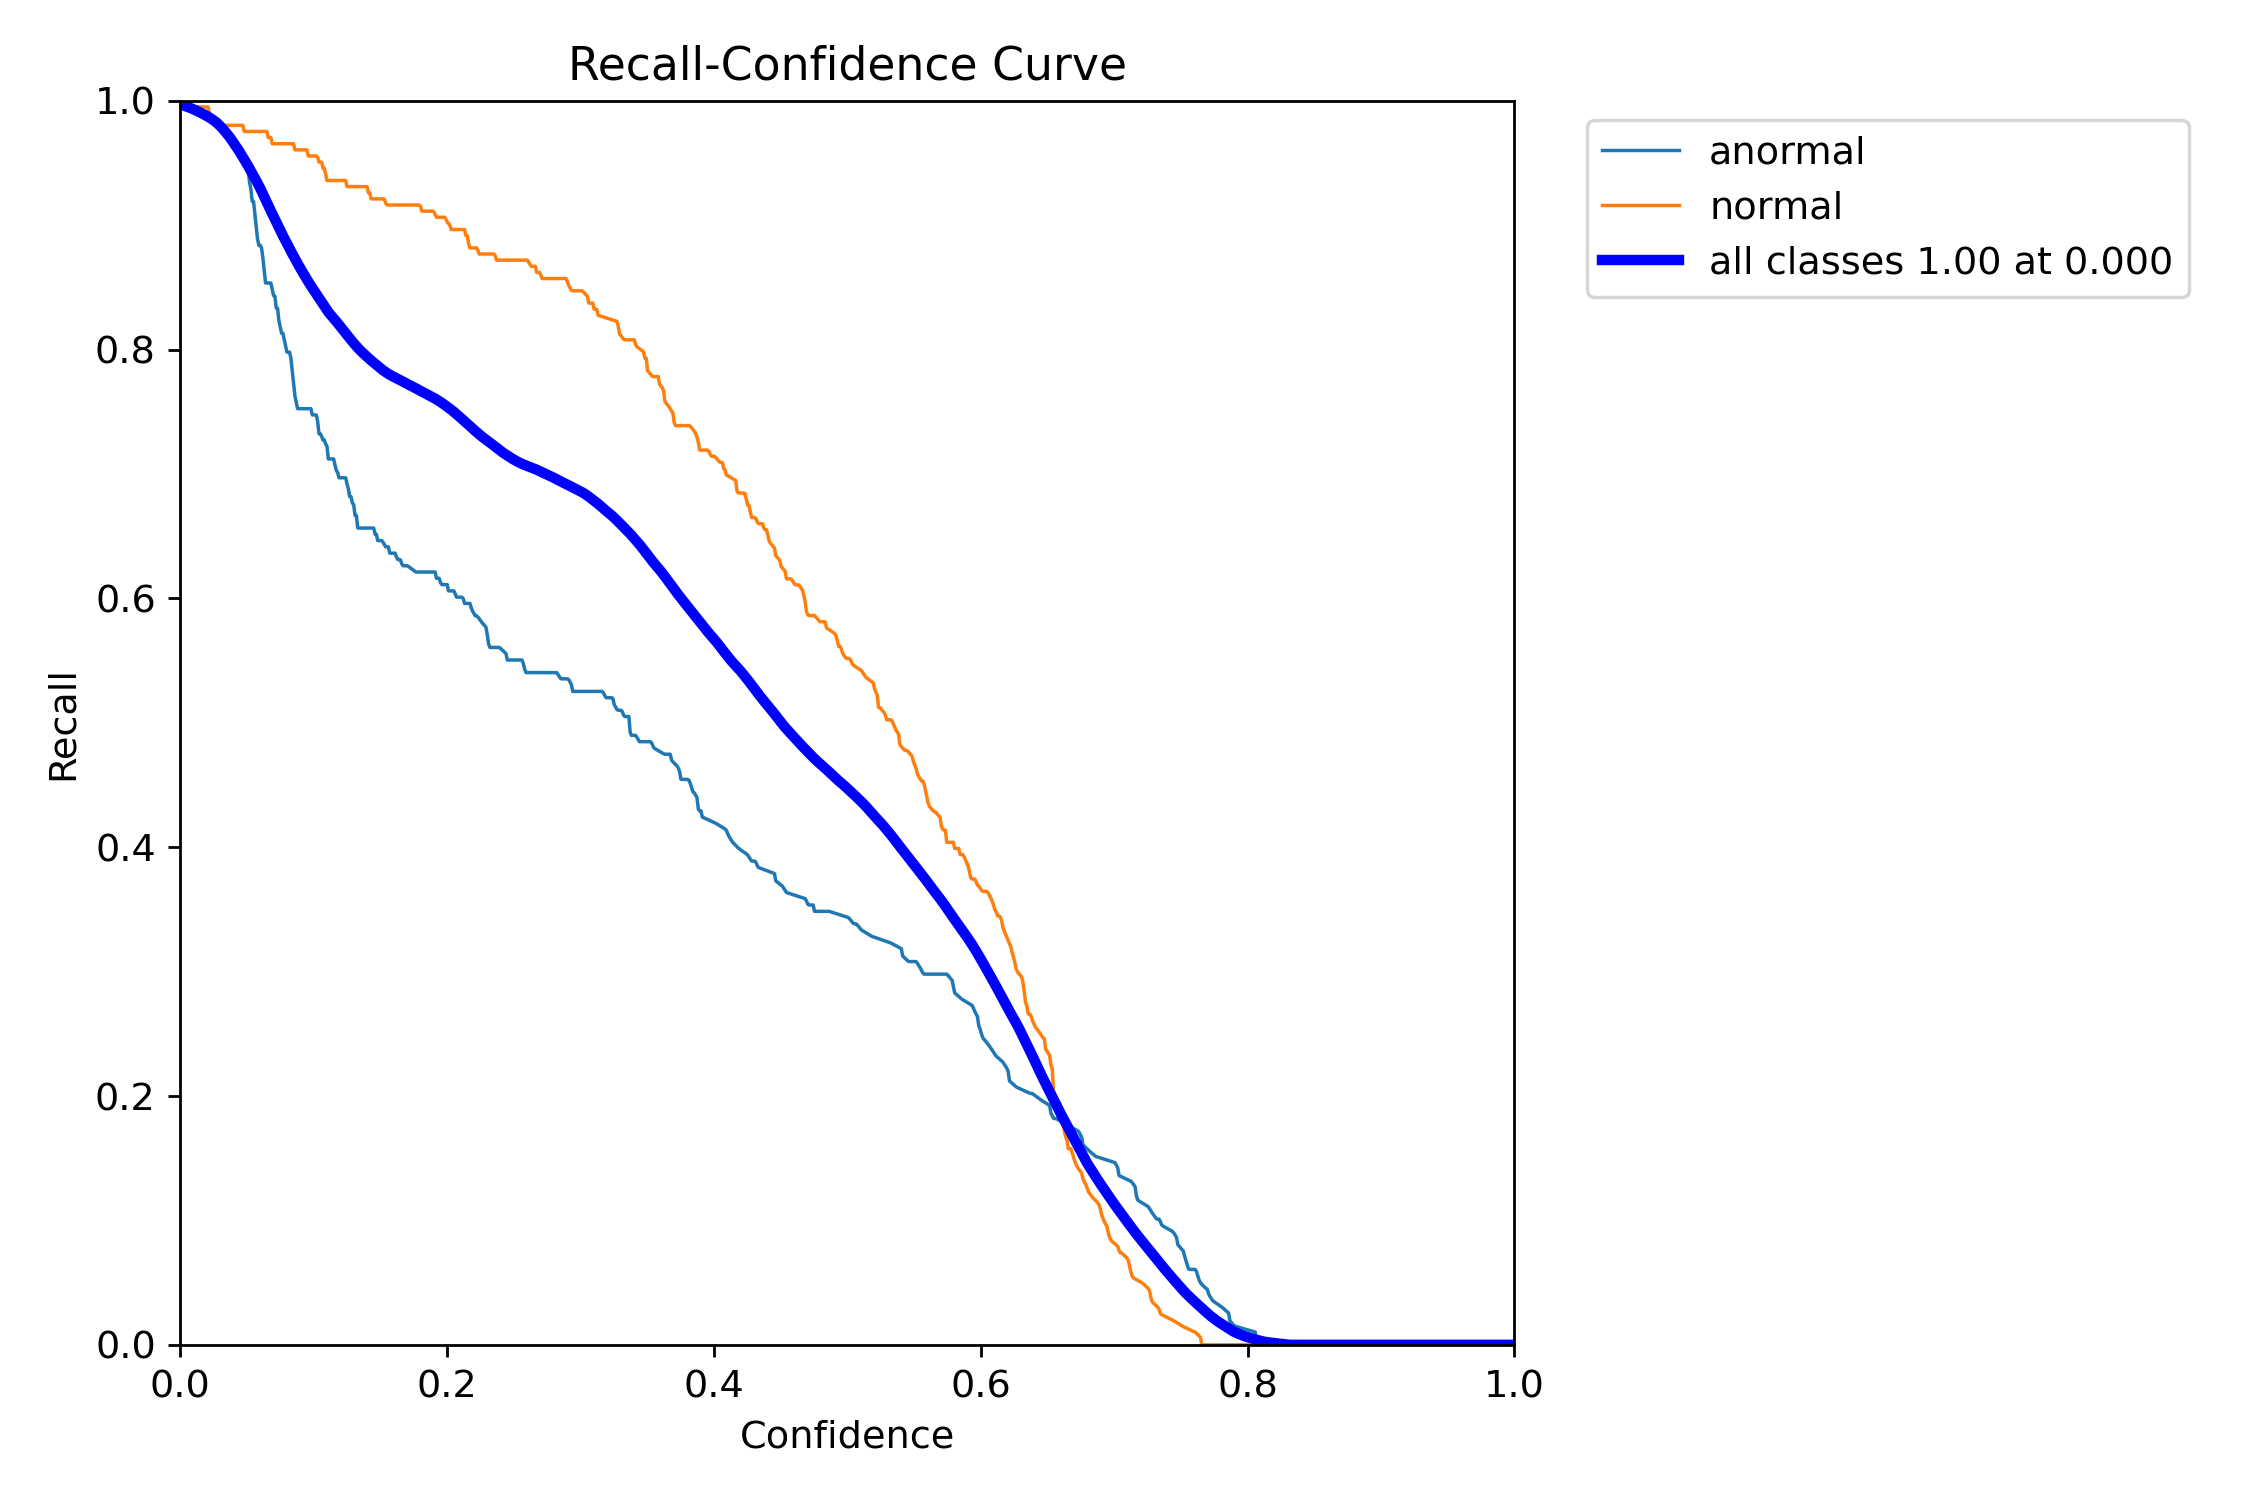 Recall-Confidence Curve
1.0
0.8
0.6
0.4
0.2
0.0
Recall
0.0 0.2 0.4 0.6 0.8 1.0
Confidence
anormal
normal
all classes 1.00 at 0.000